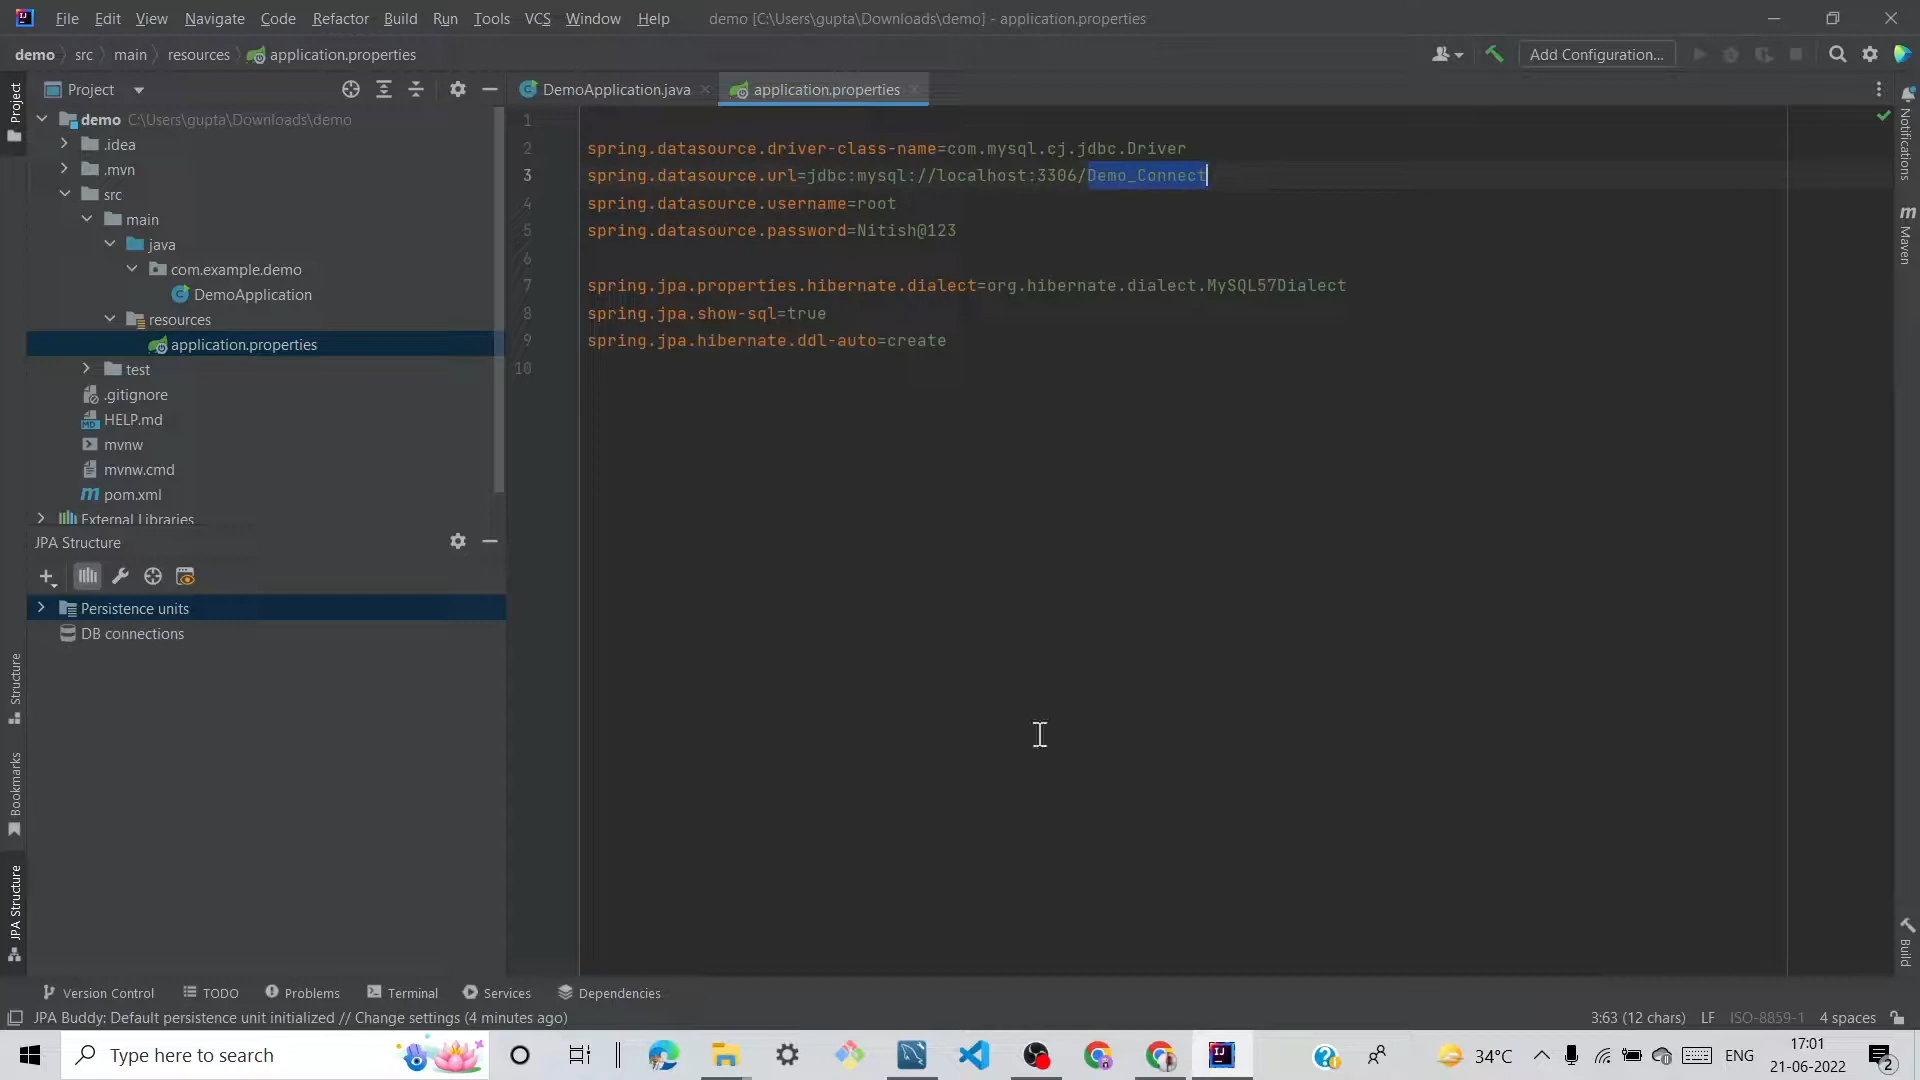 File Edit View Navigate Code Refactor Build Run Tools VCS Window Help demo [C:\Users\gupta\Downloads\demo] - application.properties
demo src main resources application.properties Add Configuration...
Project
DemoApplication.java application.properties
demo C:\Users\gupta\Downloads\demo
.idea
.mvn
src
main
java
com.example.demo
DemoApplication
resources
application.properties
test
.gitignore
HELP.md
mvnw
mvnw.cmd
pom.xml
External Libraries
1
2 spring.datasource.driver-class-name=com.mysql.cj.jdbc.Driver
3 spring.datasource.url=jdbc:mysql://localhost:3306/Demo_Connect
4 spring.datasource.username=root
5 spring.datasource.password=Nitish@123
6
7 spring.jpa.properties.hibernate.dialect=org.hibernate.dialect.MySQL57Dialect
8 spring.jpa.show-sql=true
9 spring.jpa.hibernate.ddl-auto=create
10
JPA Structure
Persistence units
DB connections
Project
Structure
Bookmarks
JPA Structure
Notifications
Maven
Build
Version Control TODO Problems Terminal Services Dependencies
JPA Buddy: Default persistence unit initialized // Change settings (4 minutes ago) 3:63 (12 chars) LF ISO-8859-1 4 spaces
Type here to search 34°C ENG 17:01
21-06-2022 2